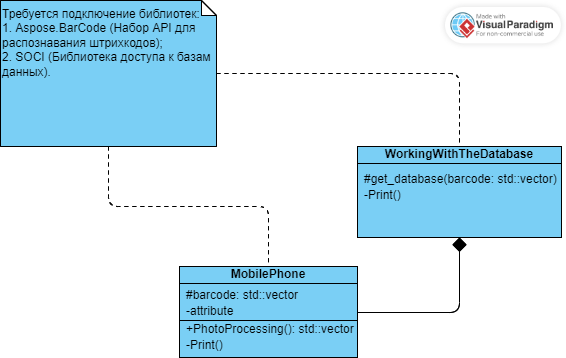 Требуется подключение библиотек:
1. Aspose.BarCode (Набор API для
распознавания штрихкодов);
2. SOCI (Библиотека доступа к базам
данных).
Made with
Visual Paradigm
For non-commercial use
WorkingWithTheDatabase
#get_database(barcode: std::vector)
-Print()
MobilePhone
#barcode: std::vector
-attribute
+PhotoProcessing(): std::vector
-Print()